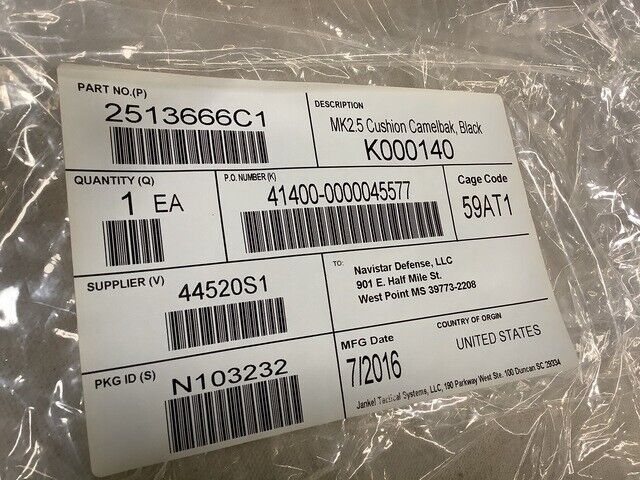 PART NO.(P)
2513666C1
DESCRIPTION
MK2.5 Cushion Camelbak, Black
K000140
QUANTITY (Q)
1 EA
P.O. NUMBER (K)
41400-0000045577
Cage Code
59AT1
SUPPLIER (V)
44520S1
TO:
Navistar Defense, LLC
901 E. Half Mile St.
West Point MS 39773-2208
PKG ID (S)
N103232
MFG Date
7/2016
COUNTRY OF ORGIN
UNITED STATES
Jankel Tactical Systems, LLC, 190 Parkway West Ste. 100 Duncan SC 29334